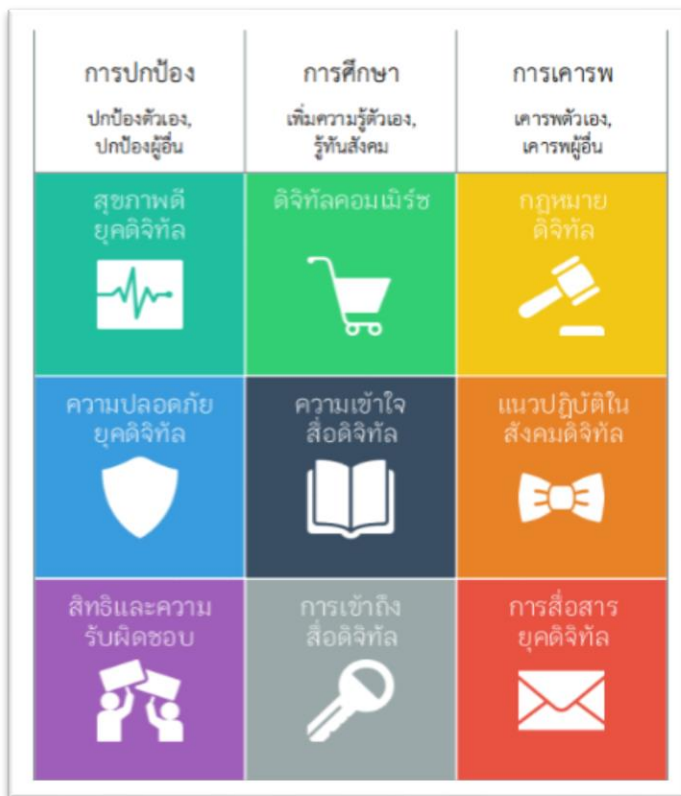 การปกป้อง
ปกป้องตัวเอง,
ปกป้องผู้อื่น
การศึกษา
เพิ่มความรู้ตัวเอง,
รู้ทันสังคม
การเคารพ
เคารพตัวเอง,
เคารพผู้อื่น
สุขภาพดี
ยุคดิจิทัล
ดิจิทัลคอมเมิร์ซ
กฎหมาย
ดิจิทัล
ความปลอดภัย
ยุคดิจิทัล
ความเข้าใจ
สื่อดิจิทัล
แนวปฏิบัติใน
สังคมดิจิทัล
สิทธิและความ
รับผิดชอบ
การเข้าถึง
สื่อดิจิทัล
การสื่อสาร
ยุคดิจิทัล